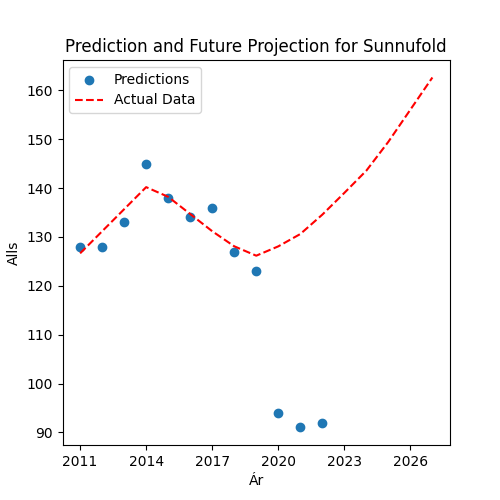 Prediction and Future Projection for Sunnufold
Predictions
Actual Data
160
150
140
130
120
110
100
90
Alls
2011 2014 2017 2020 2023 2026
Ár